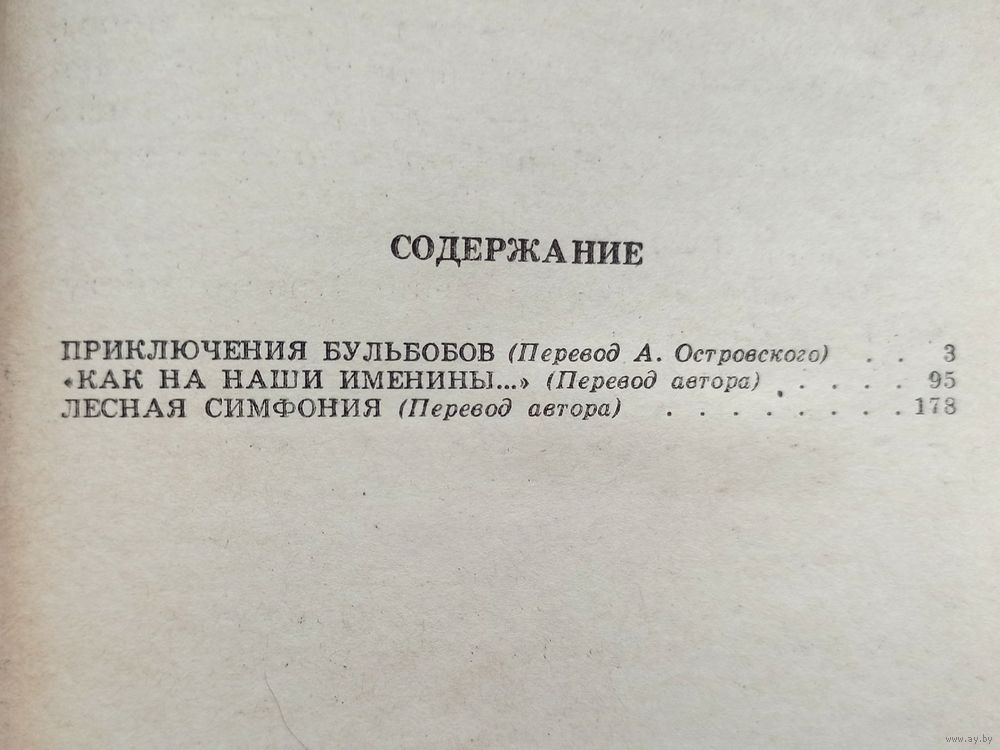 СОДЕРЖАНИЕ
ПРИКЛЮЧЕНИЯ БУЛЬБОБОВ (Перевод А. Островского) . . 3
«КАК НА НАШИ ИМЕНИНЫ...» (Перевод автора) . . . . . 95
ЛЕСНАЯ СИМФОНИЯ (Перевод автора) . . . . . . . . 178
www.ay.by